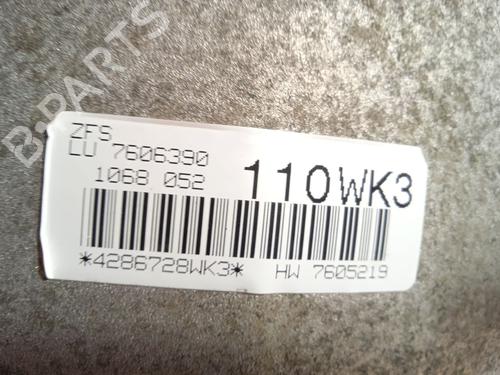 B-PARTS
ZFS
LU 7606390
1068 052
110WK3
*4286728WK3*
HW 7605219